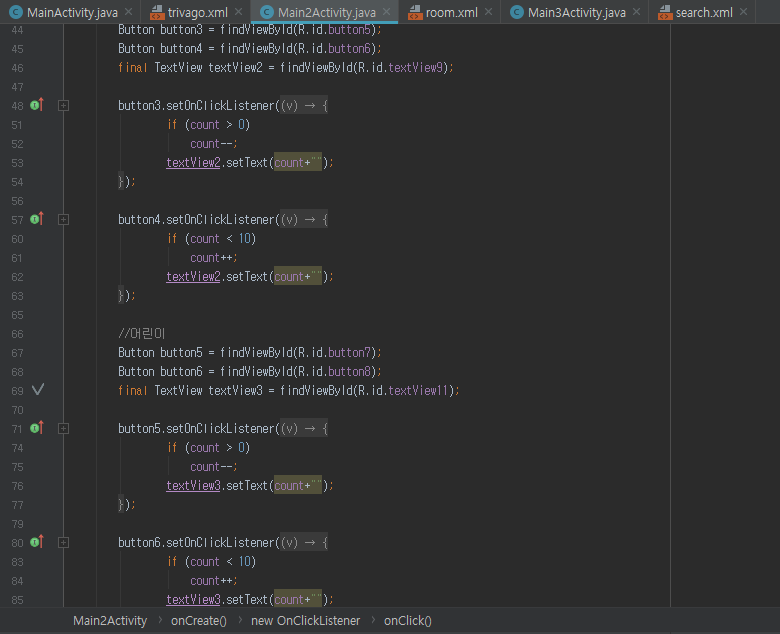 MainActivity.java × trivago.xml × Main2Activity.java × room.xml × Main3Activity.java × search.xml ×
44 Button button3 = findViewById(R.id.button5);
45 Button button4 = findViewById(R.id.button6);
46 final TextView textView2 = findViewById(R.id.textView9);
47
48 button3.setOnClickListener((v) → {
51 if (count > 0)
52 count--;
53 textView2.setText(count+"");
54 });
56
57 button4.setOnClickListener((v) → {
60 if (count < 10)
61 count++;
62 textView2.setText(count+"");
63 });
65
66 //어린이
67 Button button5 = findViewById(R.id.button7);
68 Button button6 = findViewById(R.id.button8);
69 final TextView textView3 = findViewById(R.id.textView11);
70
71 button5.setOnClickListener((v) → {
74 if (count > 0)
75 count--;
76 textView3.setText(count+"");
77 });
79
80 button6.setOnClickListener((v) → {
83 if (count < 10)
84 count++;
85 textView3.setText(count+"");
Main2Activity › onCreate() › new OnClickListener › onClick()